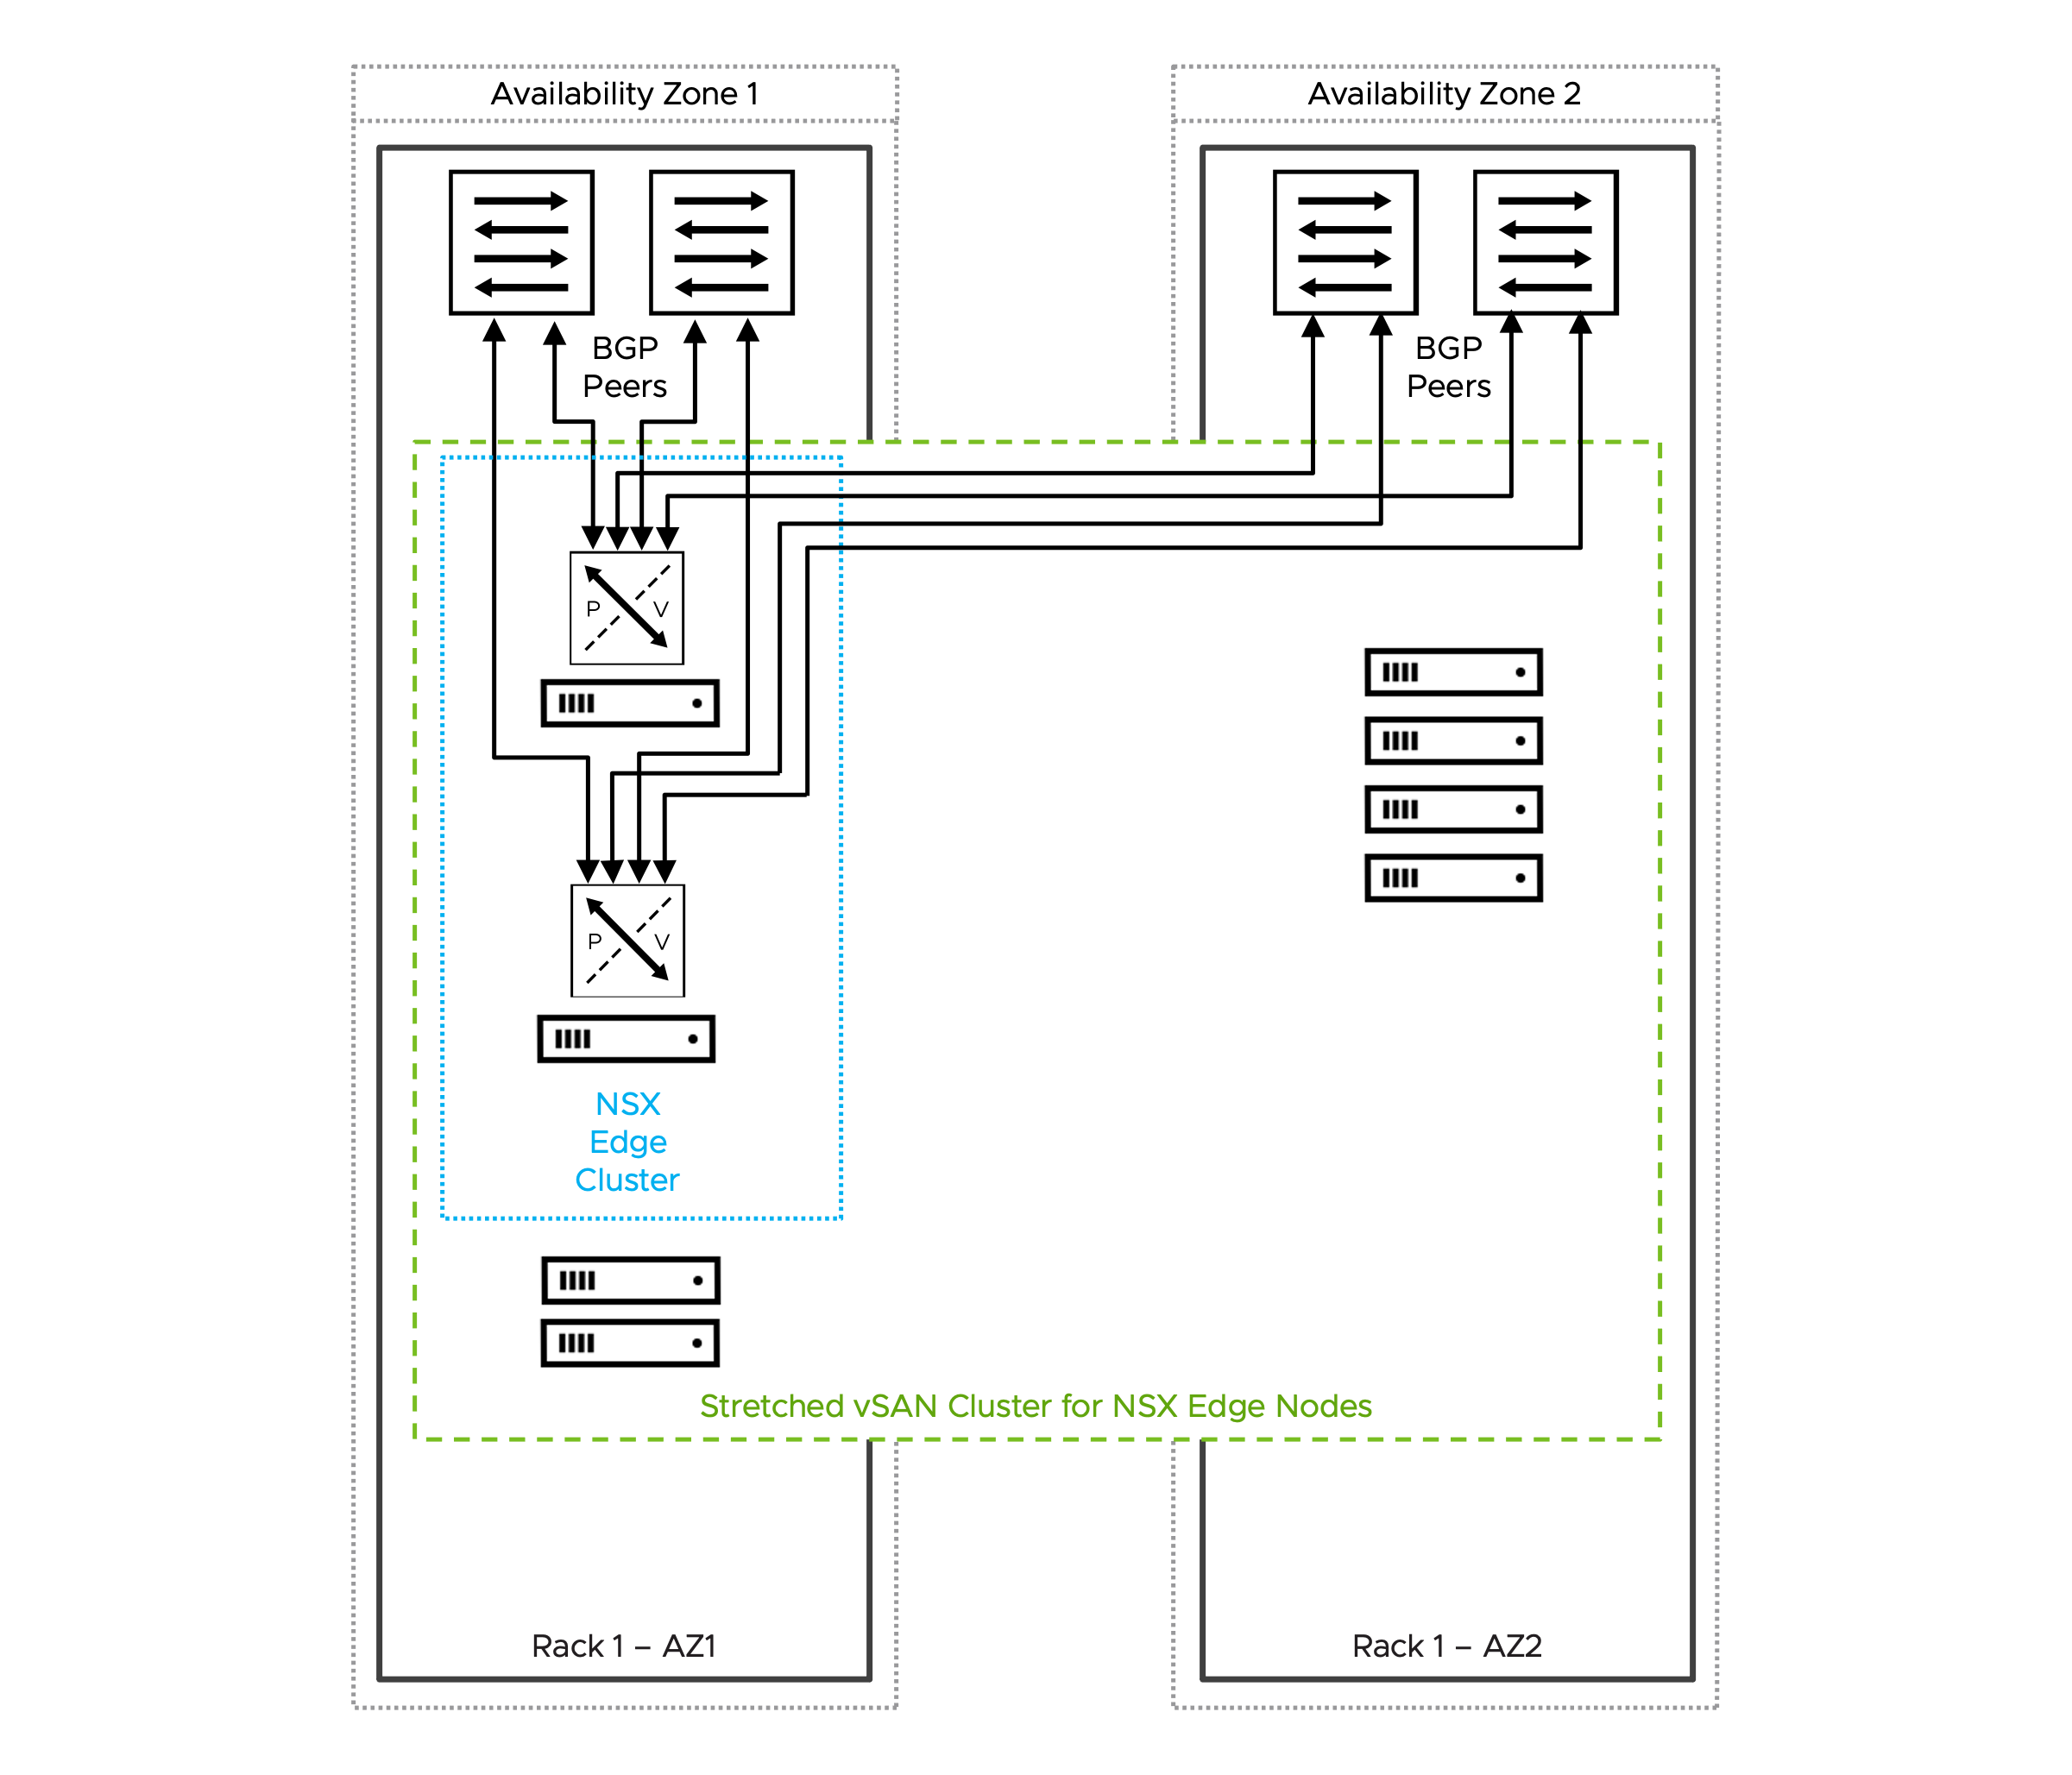 Availability Zone 1
Availability Zone 2
BGP
Peers
BGP
Peers
P V
P V
NSX
Edge
Cluster
Stretched vSAN Cluster for NSX Edge Nodes
Rack 1 – AZ1
Rack 1 – AZ2